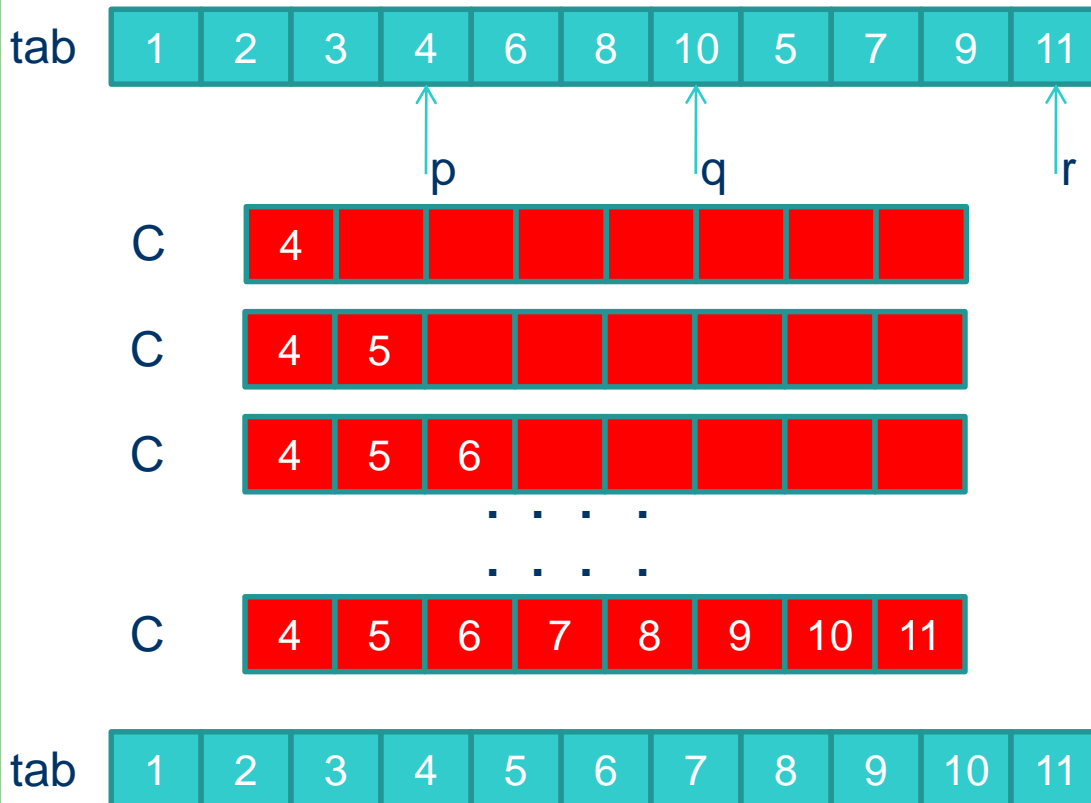 tab 1 2 3 4 6 8 10 5 7 9 11
p q r
C 4
C 4 5
C 4 5 6
. . . .
. . . .
C 4 5 6 7 8 9 10 11
tab 1 2 3 4 5 6 7 8 9 10 11